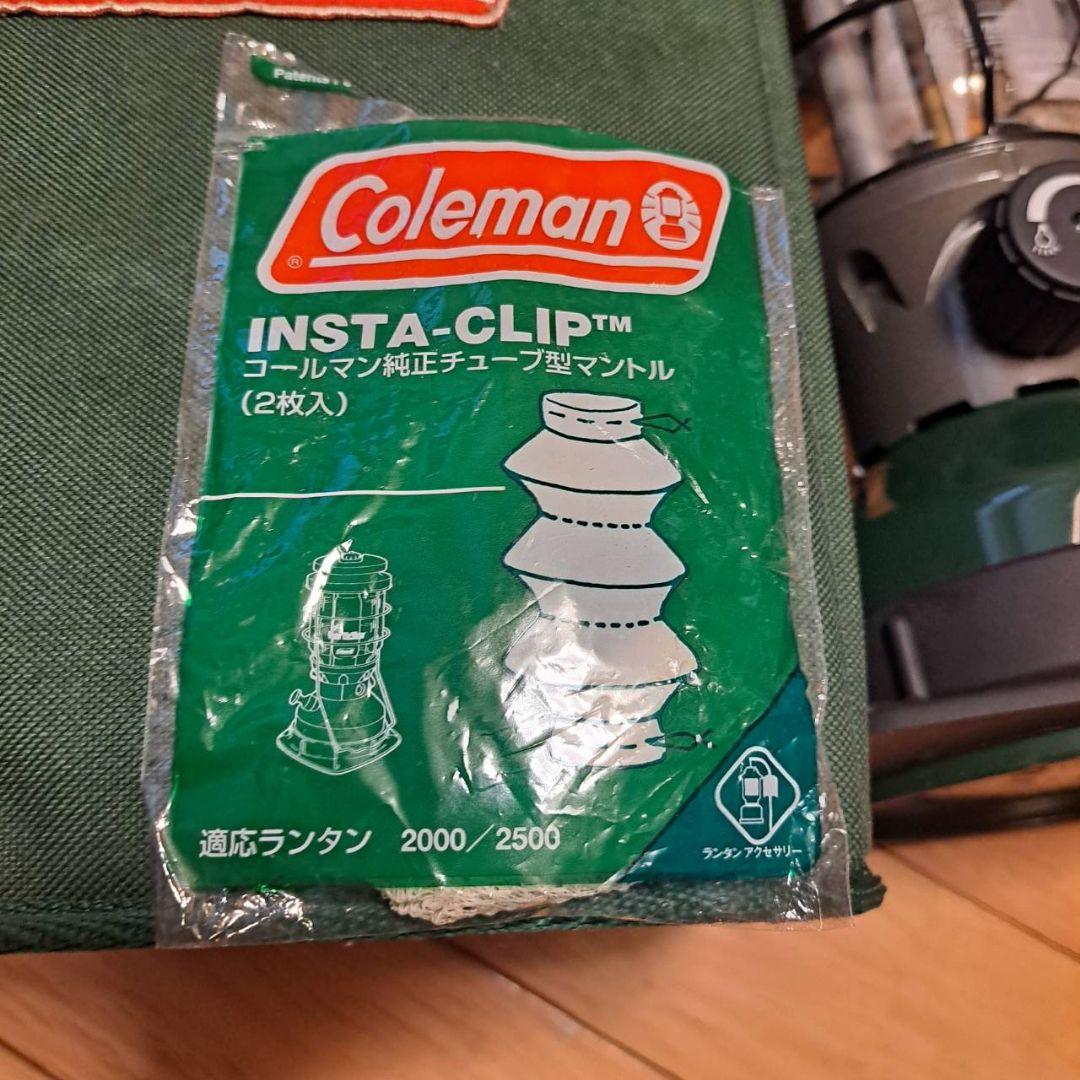 Patents
Coleman
®
INSTA-CLIP™
コールマン純正チューブ型マントル
(2枚入)
適応ランタン 2000/2500
ランタン アクセサリー